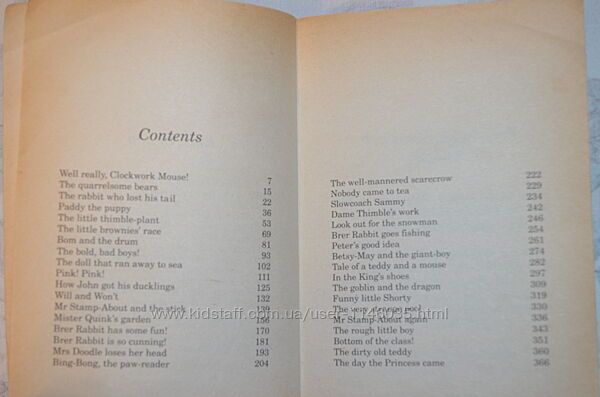 Contents
Well really, Clockwork Mouse! 7
The quarrelsome bears 15
The rabbit who lost his tail 22
Paddy the puppy 36
The little thimble-plant 53
The little brownies' race 69
Bom and the drum 81
The bold, bad boys! 93
The doll that ran away to sea 102
Pink! Pink! 111
How John got his ducklings 125
Will and Won't 132
Mr Stamp-About and the stick
Mister Quink's garden 156
Brer Rabbit has some fun! 170
Brer Rabbit is so cunning! 181
Mrs Doodle loses her head 193
Bing-Bong, the paw-reader 204
The well-mannered scarecrow 222
Nobody came to tea 229
Slowcoach Sammy 234
Dame Thimble's work 242
Look out for the snowman 246
Brer Rabbit goes fishing 254
Peter's good idea 261
Betsy-May and the giant-boy 274
Tale of a teddy and a mouse 282
In the King's shoes 297
The goblin and the dragon 309
Funny little Shorty 319
The very strange pool 330
Mr Stamp-About again 336
The rough little boy 343
Bottom of the class! 351
The dirty old teddy 360
The day the Princess came 366